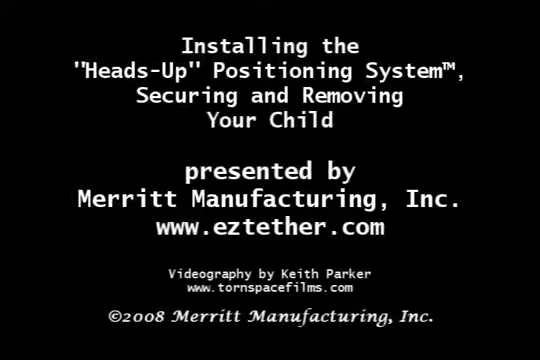 Installing the
"Heads-Up" Positioning System™,
Securing and Removing
Your Child
presented by
Merritt Manufacturing, Inc.
www.eztether.com
Videography by Keith Parker
www.tornspacefilms.com
©2008 Merritt Manufacturing, Inc.